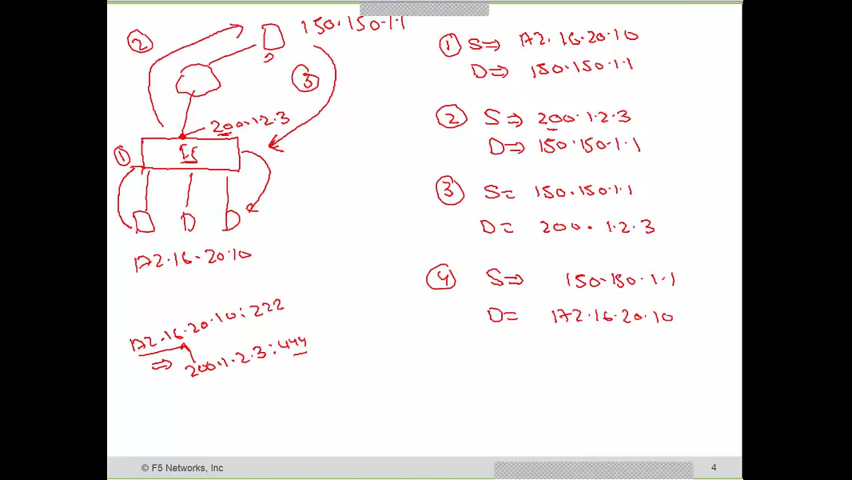 150.150.1.1
②
③
200.1.2.3
①
F5
172.16.20.10
172.16.20.10:222
⇒ 200.1.2.3:444
① S⇒ 172.16.20.10
D⇒ 150.150.1.1
② S⇒ 200.1.2.3
D⇒ 150.150.1.1
③ S= 150.150.1.1
D= 200.1.2.3
④ S⇒ 150.150.1.1
D= 172.16.20.10
© F5 Networks, Inc
4